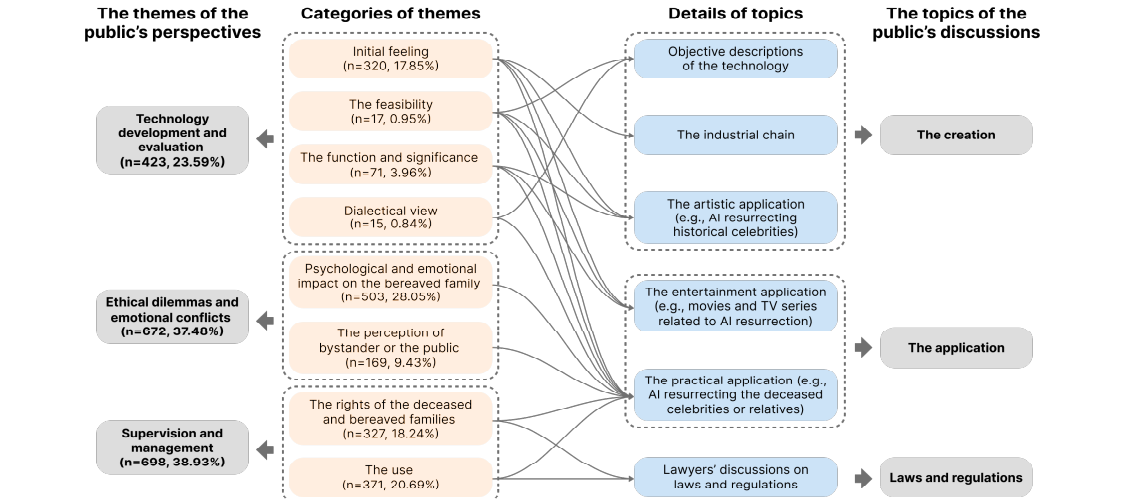 The themes of the
public's perspectives
Categories of themes
Details of topics
The topics of the
public's discussions
Technology
development and
evaluation
(n=423, 23.59%)
Ethical dilemmas and
emotional conflicts
(n=672, 37.48%)
Supervision and
management
(n=698, 38.93%)
Initial feeling
(n=320, 17.85%)
The feasibility
(n=17, 0.95%)
The function and significance
(n=71, 3.96%)
Dialectical view
(n=15, 0.84%)
Psychological and emotional
impact on the bereaved family
(n=503, 28.05%)
The perception of
bystander or the public
(n=169, 9.43%)
The rights of the deceased
and bereaved families
(n=327, 18.24%)
The use
(n=371, 20.69%)
Objective descriptions
of the technology
The industrial chain
The artistic application
(e.g., AI resurrecting
historical celebrities)
The entertainment application
(e.g., movies and TV series
related to AI resurrection)
The practical application (e.g.,
AI resurrecting the deceased
celebrities or relatives)
Lawyers' discussions on
laws and regulations
The creation
The application
Laws and regulations